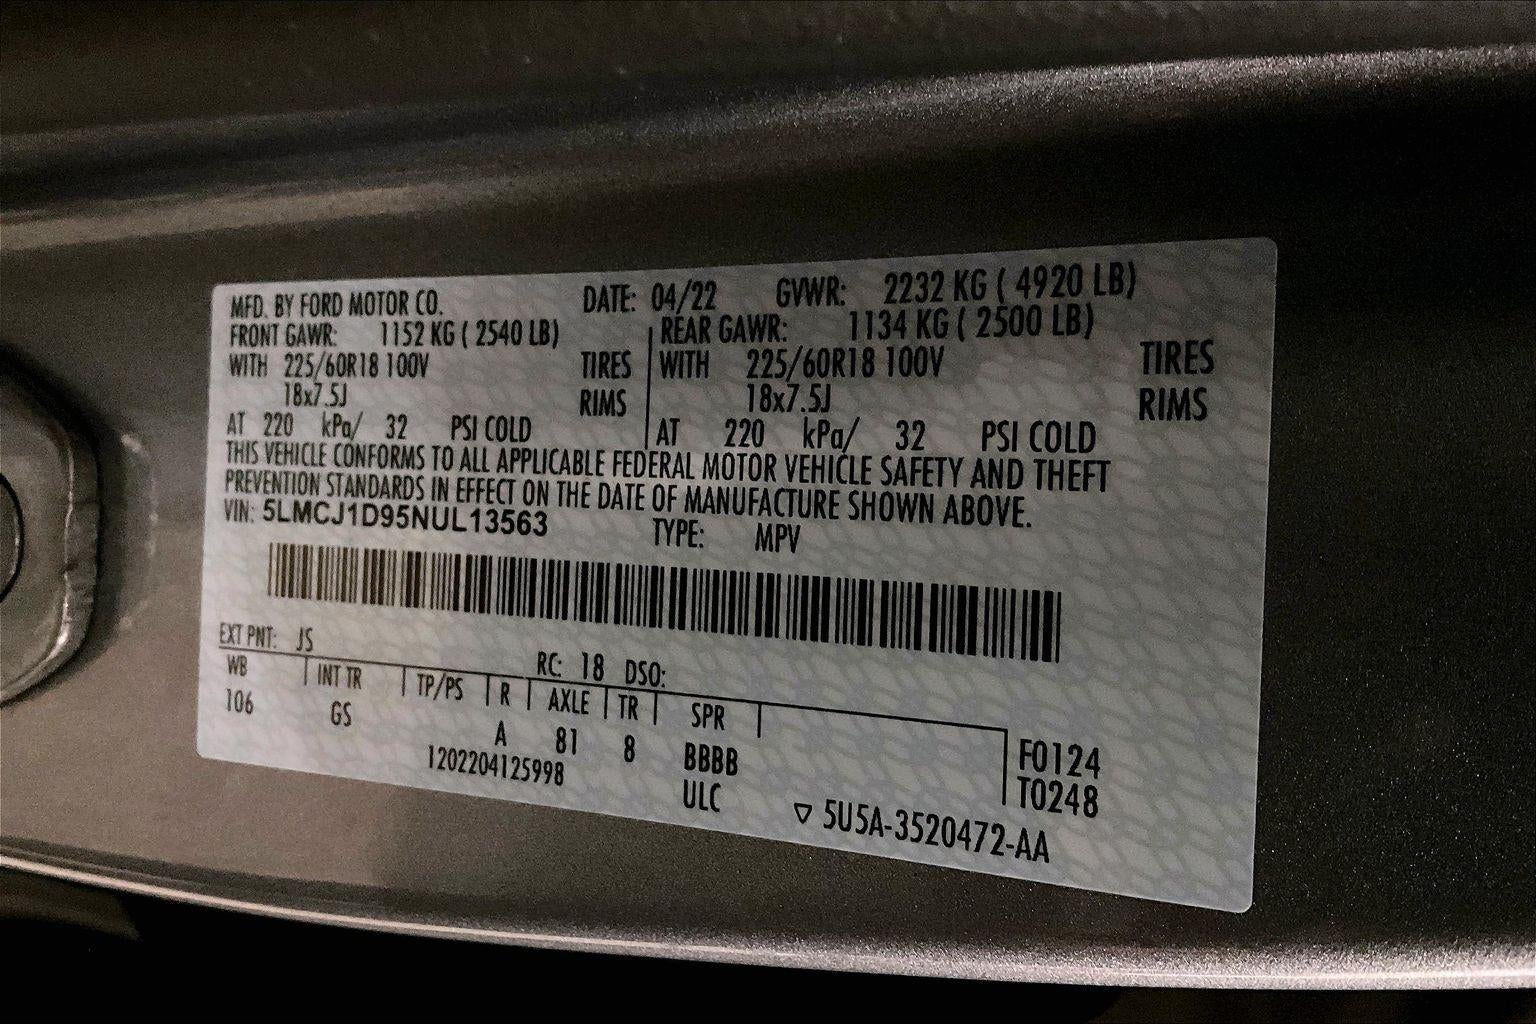 MFD. BY FORD MOTOR CO. DATE: 04/22 GVWR: 2232 KG ( 4920 LB)
FRONT GAWR: 1152 KG ( 2540 LB) REAR GAWR: 1134 KG ( 2500 LB)
WITH 225/60R18 100V TIRES WITH 225/60R18 100V TIRES
18x7.5J RIMS 18x7.5J RIMS
AT 220 kPa/ 32 PSI COLD AT 220 kPa/ 32 PSI COLD
THIS VEHICLE CONFORMS TO ALL APPLICABLE FEDERAL MOTOR VEHICLE SAFETY AND THEFT
PREVENTION STANDARDS IN EFFECT ON THE DATE OF MANUFACTURE SHOWN ABOVE.
VIN: 5LMCJ1D95NUL13563 TYPE: MPV
EXT PNT: JS RC: 18 DSO:
WB INT TR TP/PS R AXLE TR SPR
106 GS A 81 8 BBBB F0124
1202204125998 ULC T0248
▽ 5U5A-3520472-AA